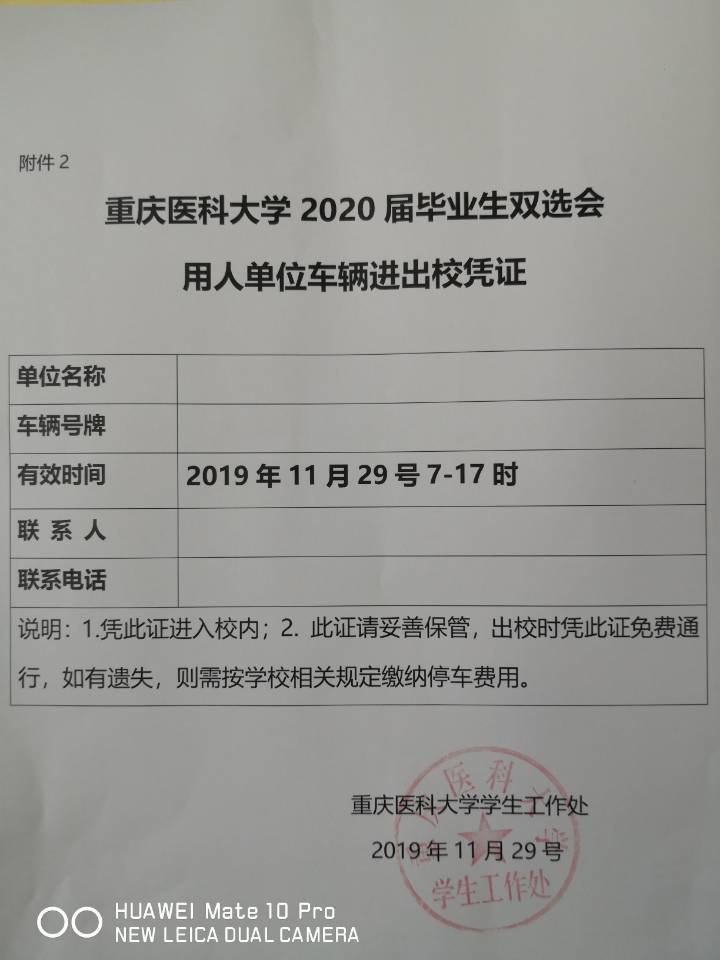 附件 2
重庆医科大学 2020 届毕业生双选会
用人单位车辆进出校凭证
单位名称
车辆号牌
有效时间 2019 年 11 月 29 号 7-17 时
联 系 人
联系电话
说明：1.凭此证进入校内；2. 此证请妥善保管，出校时凭此证免费通
行，如有遗失，则需按学校相关规定缴纳停车费用。
重庆医科大学
重庆医科大学学生工作处
2019 年 11 月 29 号
学生工作处
HUAWEI Mate 10 Pro
NEW LEICA DUAL CAMERA